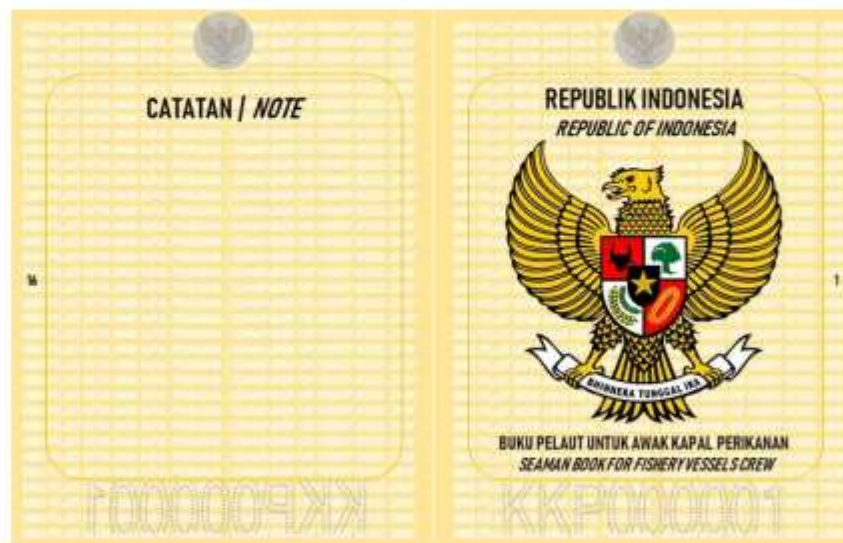 CATATAN / NOTE
16
REPUBLIK INDONESIA
REPUBLIC OF INDONESIA
BHINNEKA TUNGGAL IKA
BUKU PELAUT UNTUK AWAK KAPAL PERIKANAN
SEAMAN BOOK FOR FISHERY VESSELS CREW
1
KKP000001
KKP000001